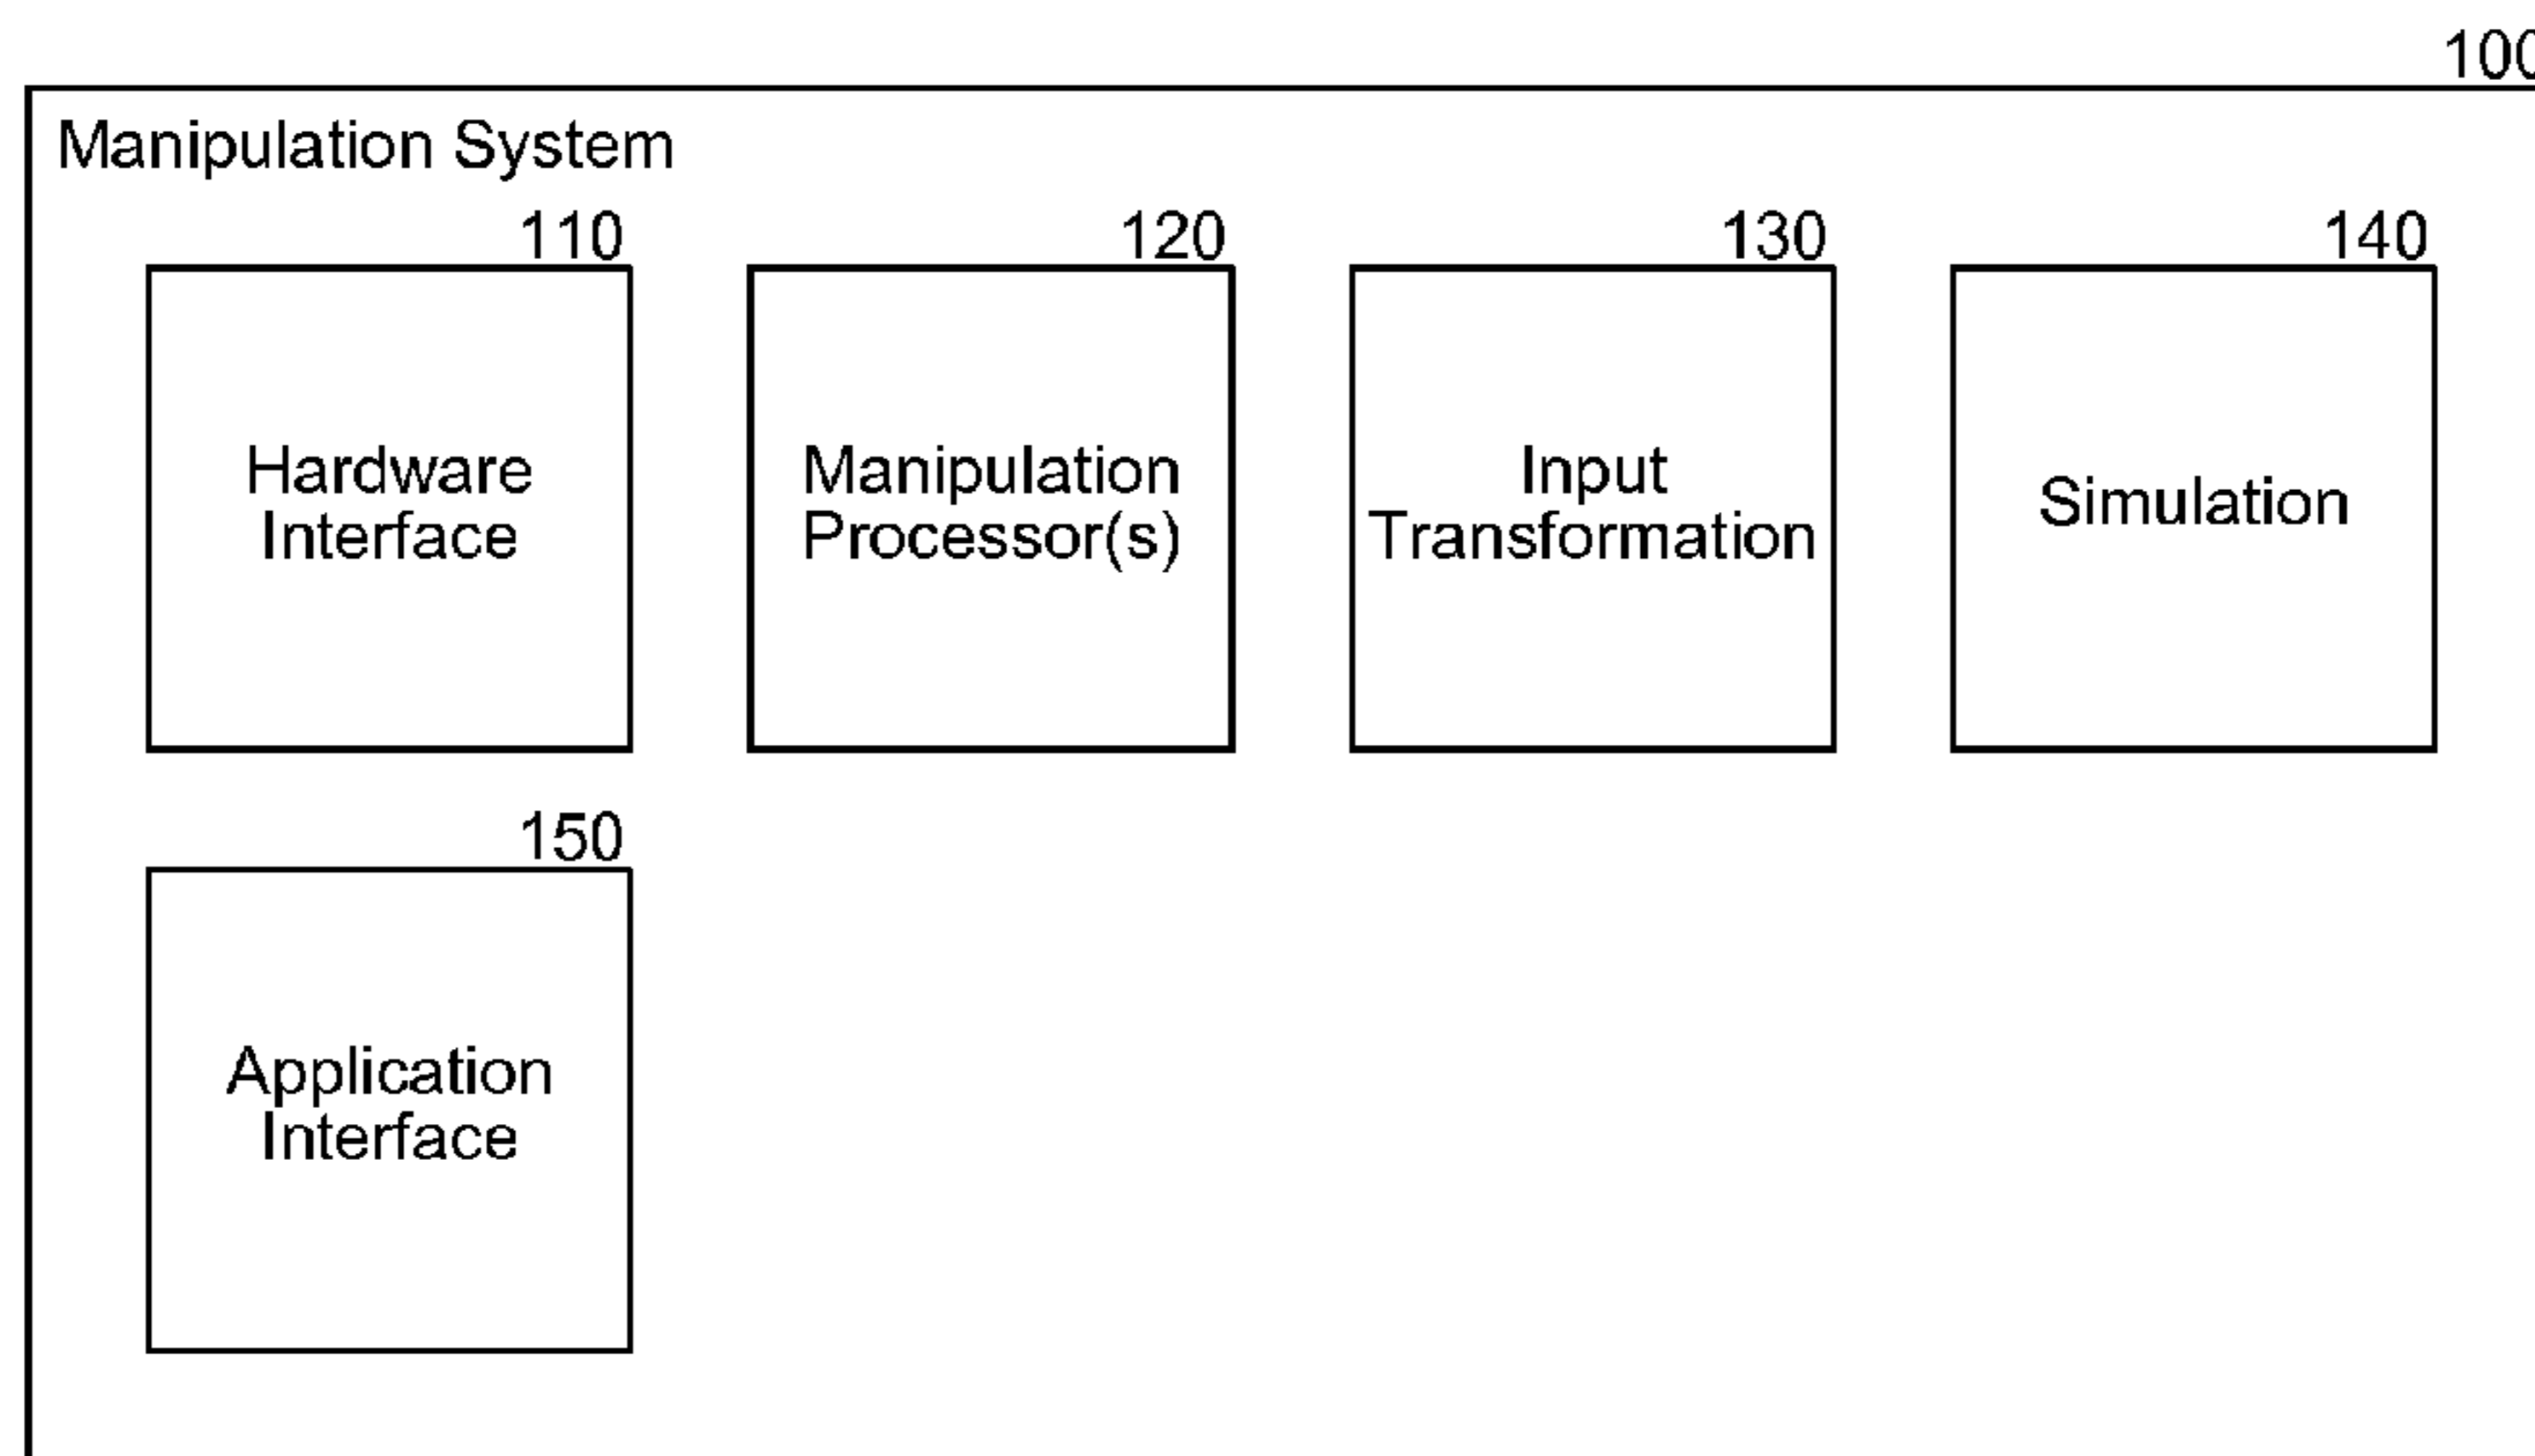 100
Manipulation System
110
120
130
140
Hardware
Interface
Manipulation
Processor(s)
Input
Transformation
Simulation
150
Application
Interface